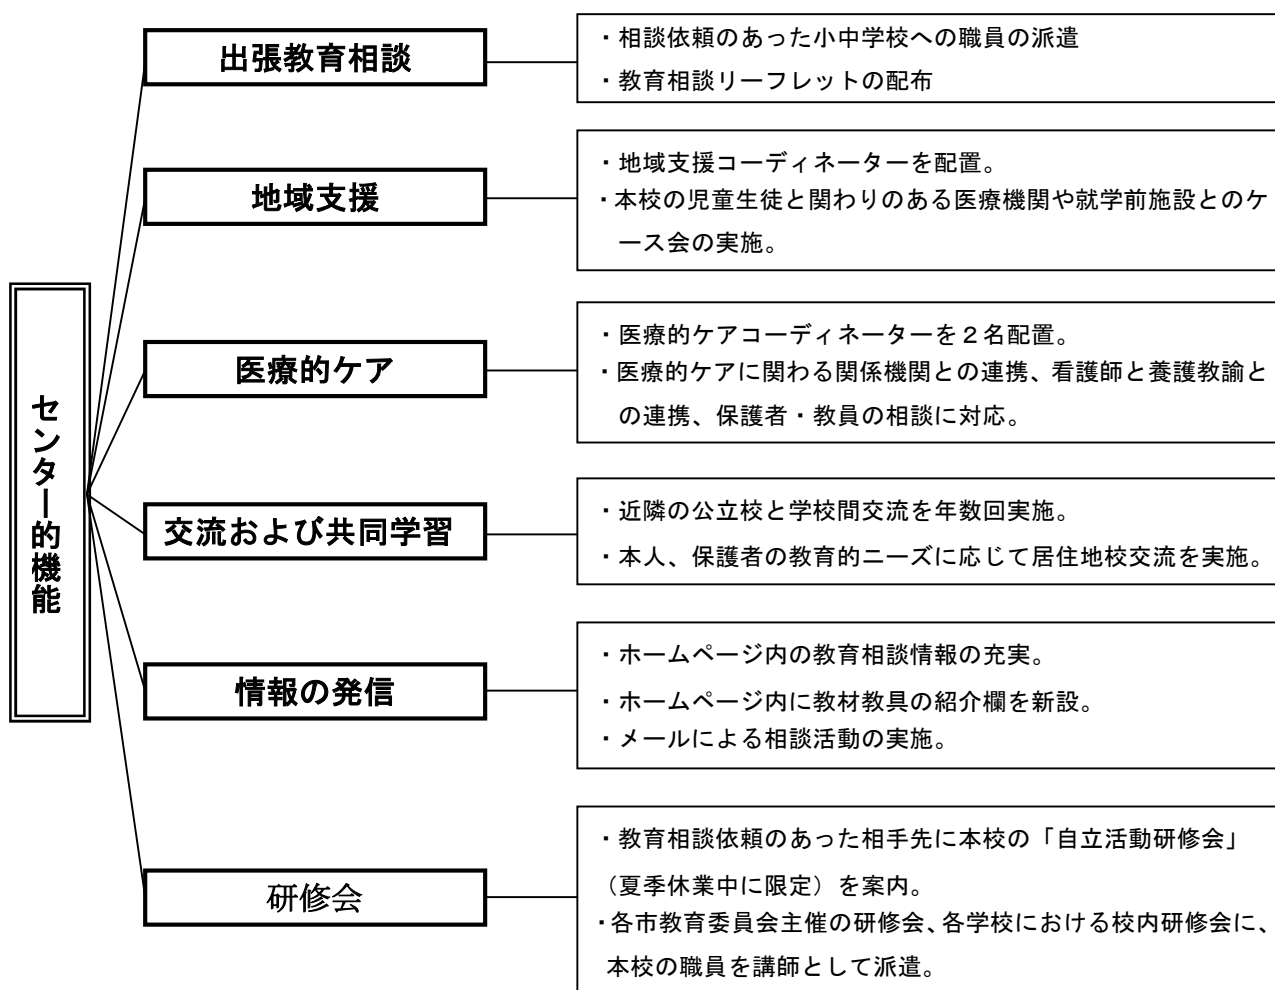 センター的機能
出張教育相談
・相談依頼のあった小中学校への職員の派遣
・教育相談リーフレットの配布
地域支援
・地域支援コーディネーターを配置。
・本校の児童生徒と関わりのある医療機関や就学前施設とのケ
ース会の実施。
医療的ケア
・医療的ケアコーディネーターを２名配置。
・医療的ケアに関わる関係機関との連携、看護師と養護教諭と
の連携、保護者・教員の相談に対応。
交流および共同学習
・近隣の公立校と学校間交流を年数回実施。
・本人、保護者の教育的ニーズに応じて居住地校交流を実施。
情報の発信
・ホームページ内の教育相談情報の充実。
・ホームページ内に教材教具の紹介欄を新設。
・メールによる相談活動の実施。
研修会
・教育相談依頼のあった相手先に本校の「自立活動研修会」
（夏季休業中に限定）を案内。
・各市教育委員会主催の研修会、各学校における校内研修会に、
本校の職員を講師として派遣。